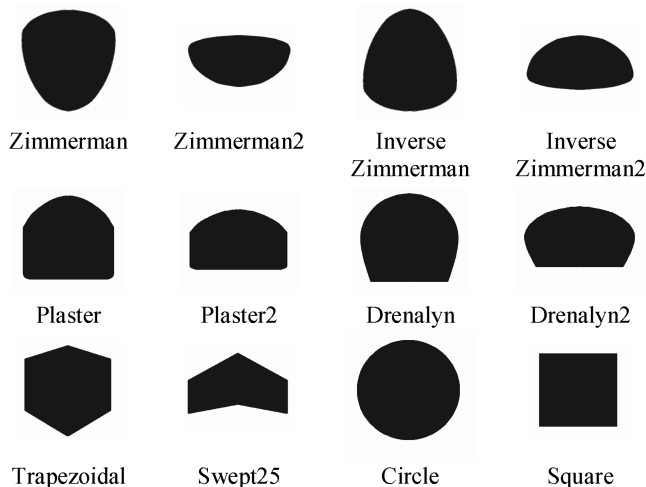 Zimmerman Zimmerman2 Inverse Inverse
Zimmerman Zimmerman2
Plaster Plaster2 Drenalyn Drenalyn2
Trapezoidal Swept25 Circle Square